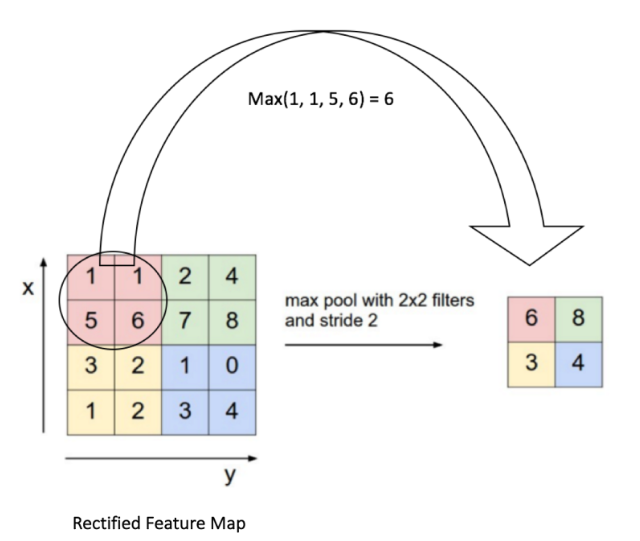 Max(1, 1, 5, 6) = 6
x
1 1 2 4
5 6 7 8
3 2 1 0
1 2 3 4
y
max pool with 2x2 filters
and stride 2
6 8
3 4
Rectified Feature Map